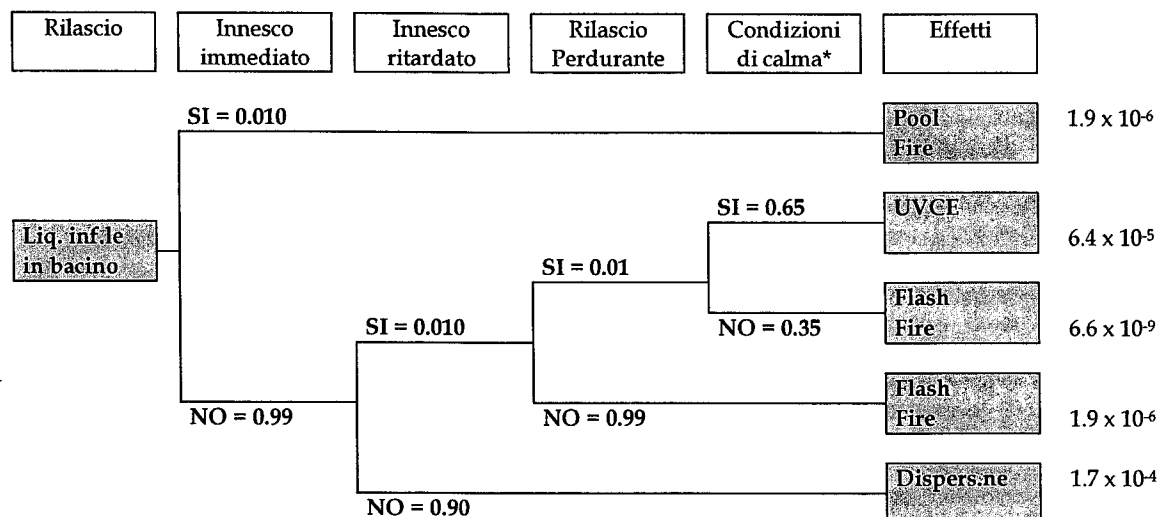 Rilascio
Innesco
immediato
Innesco
ritardato
Rilascio
Perdurante
Condizioni
di calma*
Effetti
SI = 0.010
Pool
Fire
1.9 x 10-6
Liq. inf.le
in bacino
SI = 0.65
UVCE
6.4 x 10-5
SI = 0.01
NO = 0.35
Flash
Fire
6.6 x 10-9
SI = 0.010
NO = 0.99
NO = 0.99
Flash
Fire
1.9 x 10-6
NO = 0.90
Dispers.ne
1.7 x 10-4